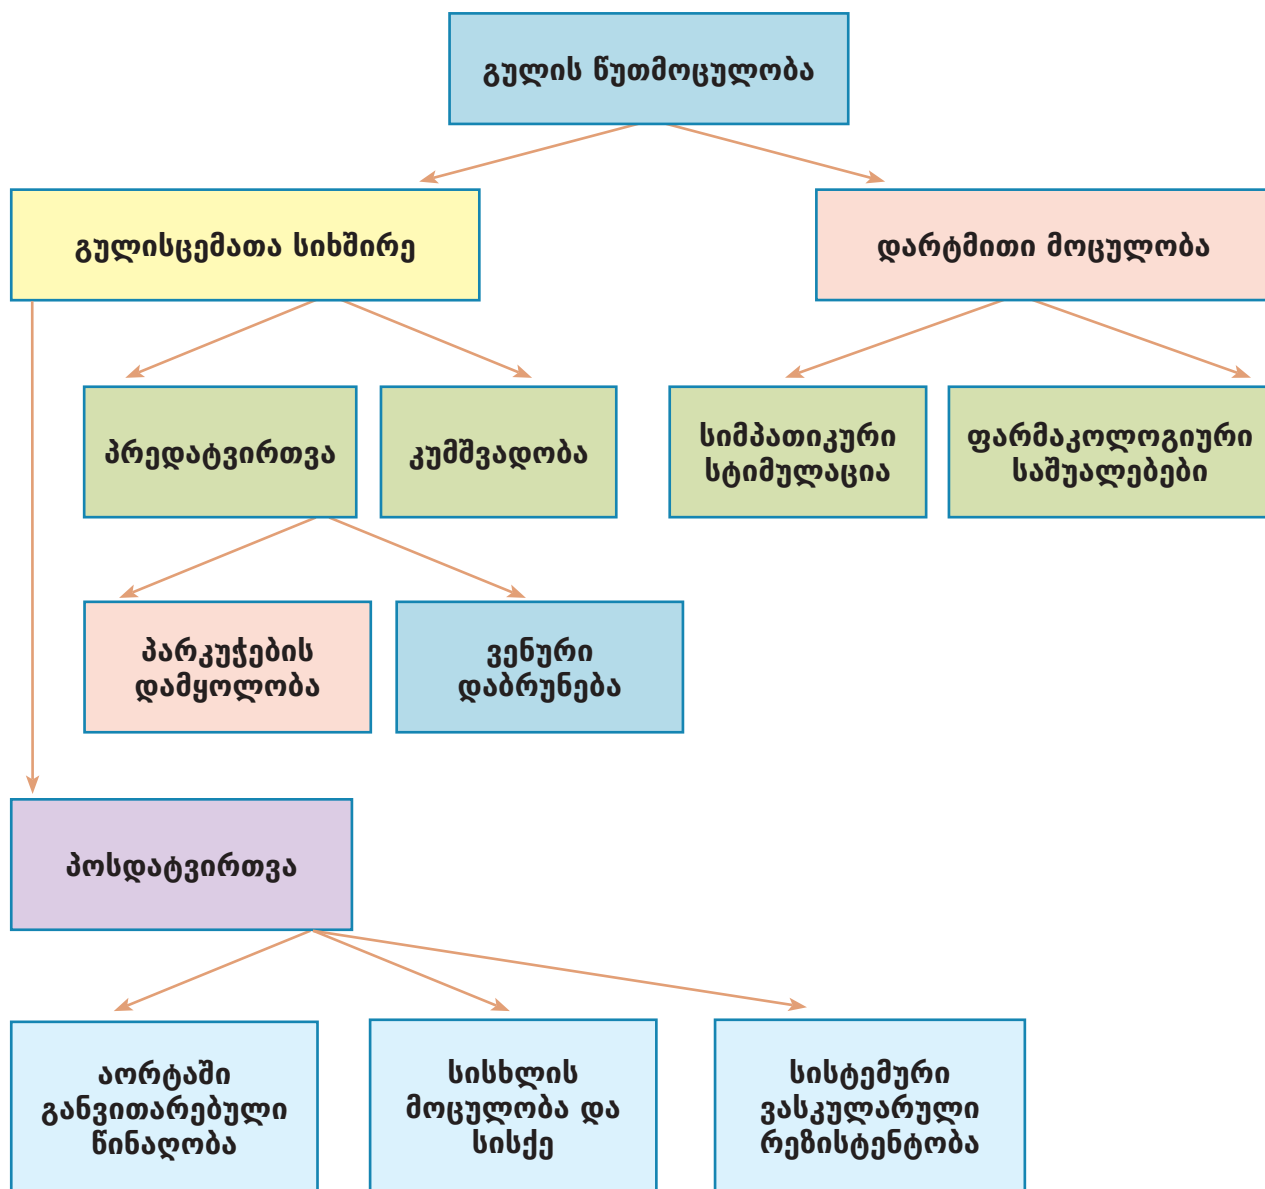 გულის წუთმოცულობა
გულისცემათა სიხშირე
დარტმითი მოცულობა
პრედატვირთვა
კუმშვადობა
სიმპათიკური
სტიმულაცია
ფარმაკოლოგიური
საშუალებები
პარკუჭების
დამყოლობა
ვენური
დაბრუნება
პოსდატვირთვა
აორტაში
განვითარებული
წინაღობა
სისხლის
მოცულობა და
სისქე
სისტემური
ვასკულარული
რეზისტენტობა